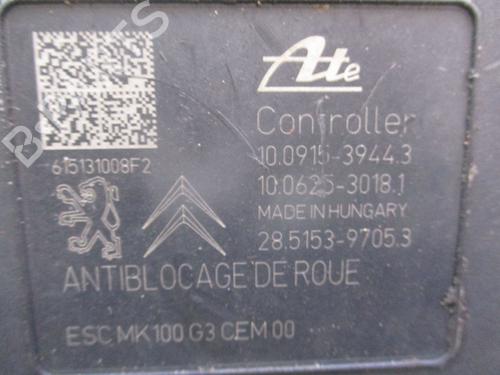 Ate
Controller
615131008F2
10.0915-3944.3
10.0625-3018.1
MADE IN HUNGARY
28.5153-9705.3
ANTIBLOCAGE DE ROUE
ESC MK100 G3 CEM 00